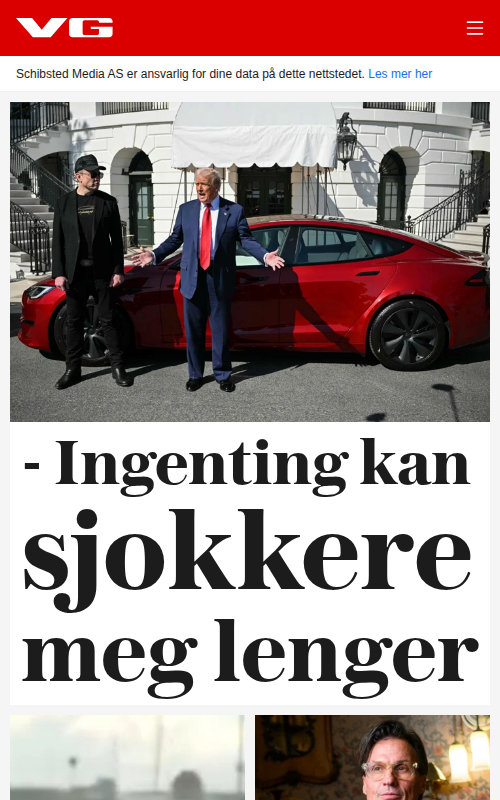 VG
Schibsted Media AS er ansvarlig for dine data på dette nettstedet. Les mer her
- Ingenting kan
sjokkere
meg lenger